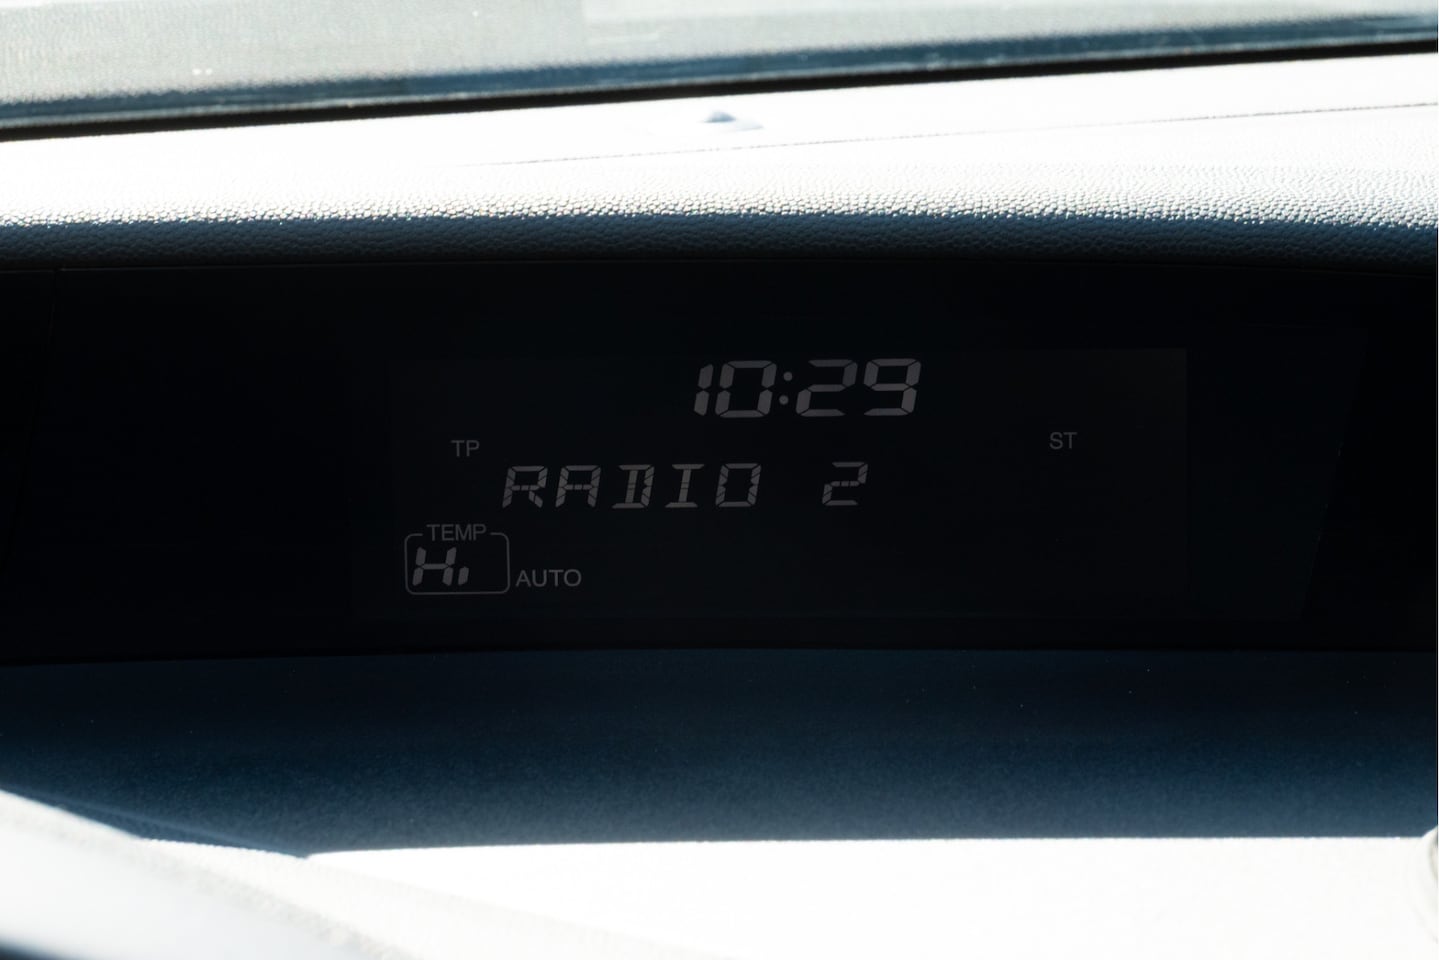 10:29
TP ST
RADIO 2
TEMP
Hi AUTO